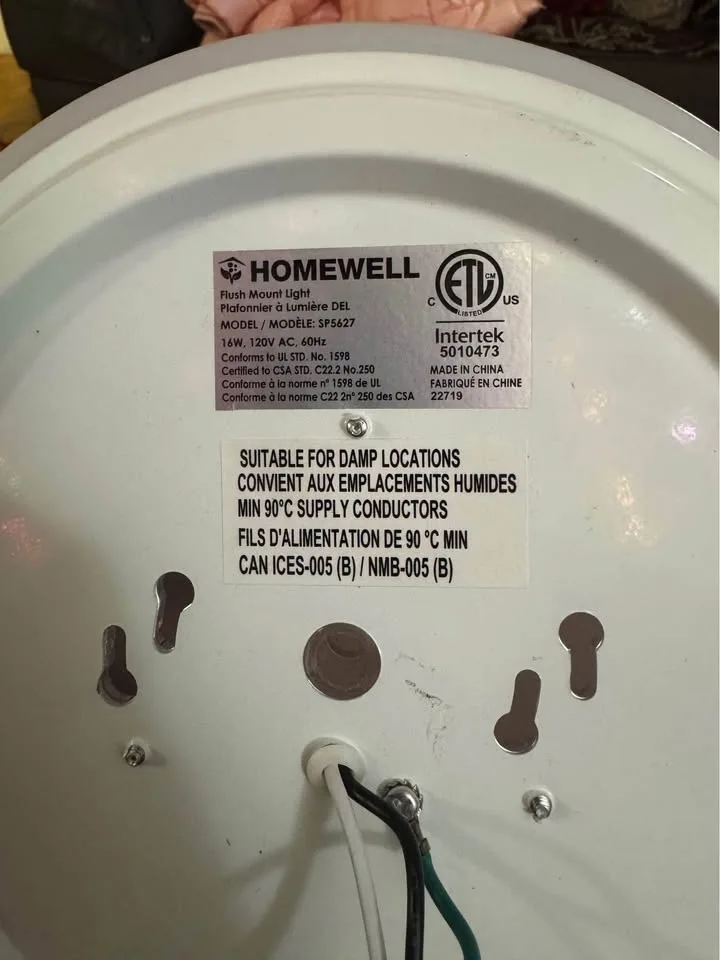 HOMEWELL
Flush Mount Light
Plafonnier à Lumière DEL
MODEL / MODÈLE: SP5627
16W, 120V AC, 60Hz
Conforms to UL STD. No. 1598
Certified to CSA STD. C22.2 No.250
Conforme à la norme n° 1598 de UL
Conforme à la norme C22 2n° 250 des CSA
ETL
CM
C
US
LISTED
Intertek
5010473
MADE IN CHINA
FABRIQUÉ EN CHINE
22719
SUITABLE FOR DAMP LOCATIONS
CONVIENT AUX EMPLACEMENTS HUMIDES
MIN 90°C SUPPLY CONDUCTORS
FILS D'ALIMENTATION DE 90 °C MIN
CAN ICES-005 (B) / NMB-005 (B)